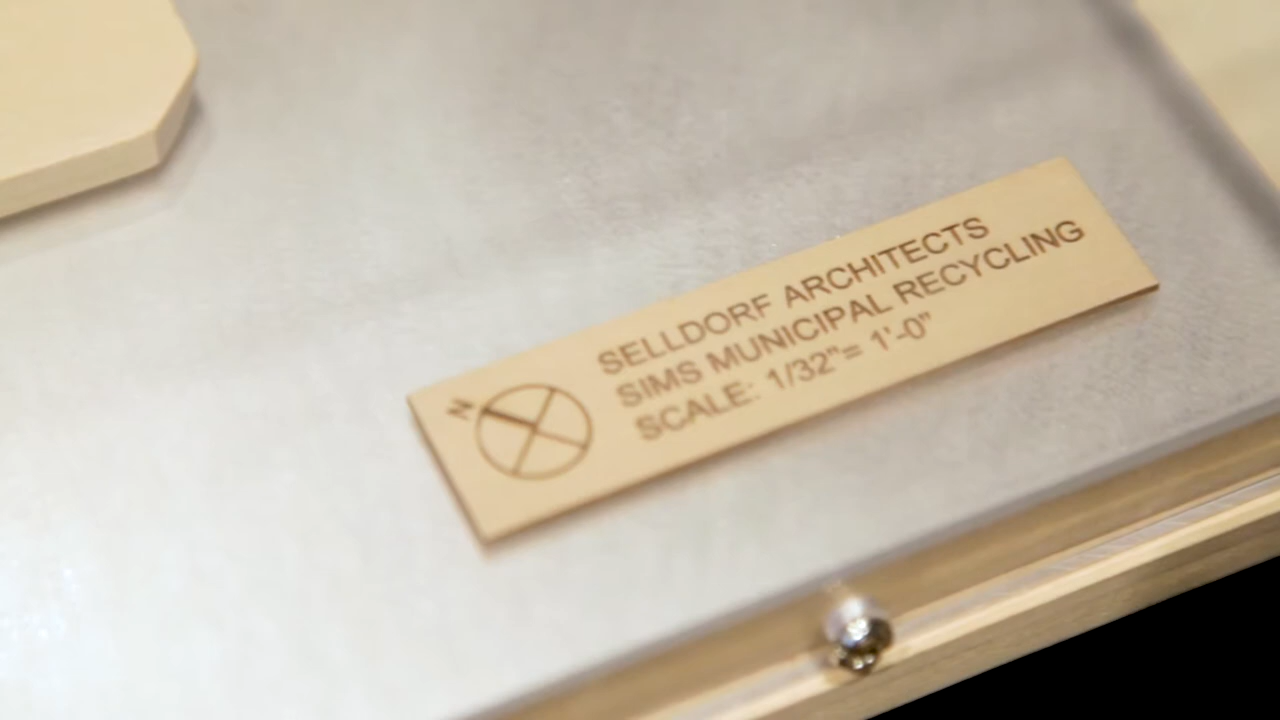 N
SELLDORF ARCHITECTS
SIMS MUNICIPAL RECYCLING
SCALE: 1/32"= 1'-0"